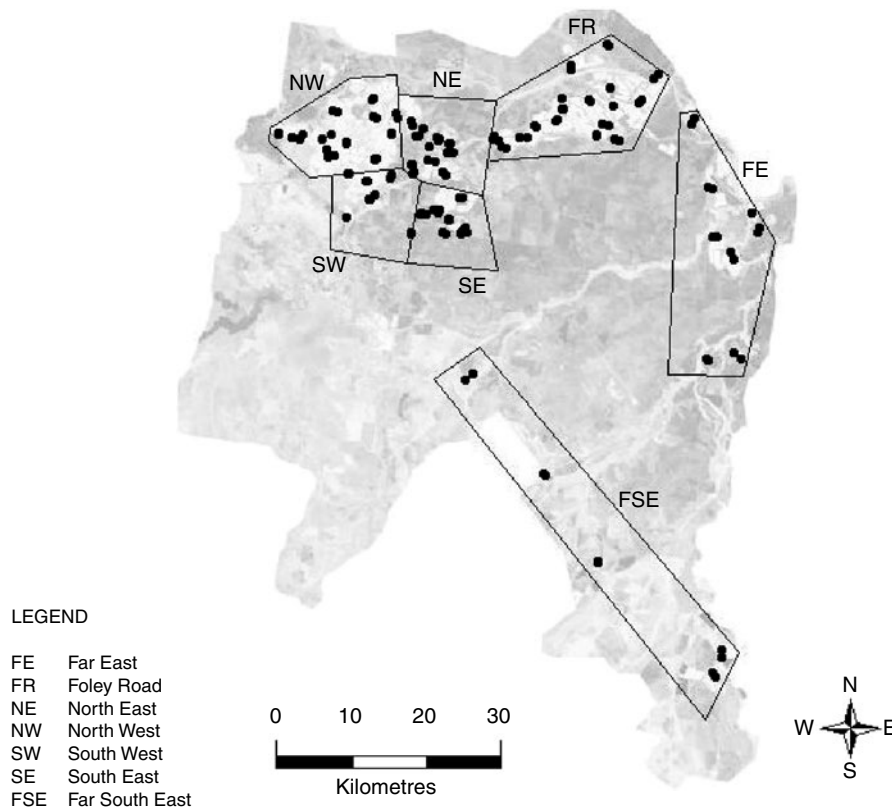 FR
NW
NE
FE
SW
SE
FSE
LEGEND
FE Far East
FR Foley Road
NE North East
NW North West
SW South West
SE South East
FSE Far South East
0 10 20 30
Kilometres
N
W E
S